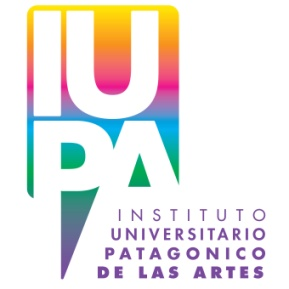 IU
PA
INSTITUTO
UNIVERSITARIO
PATAGONICO
DE LAS ARTES